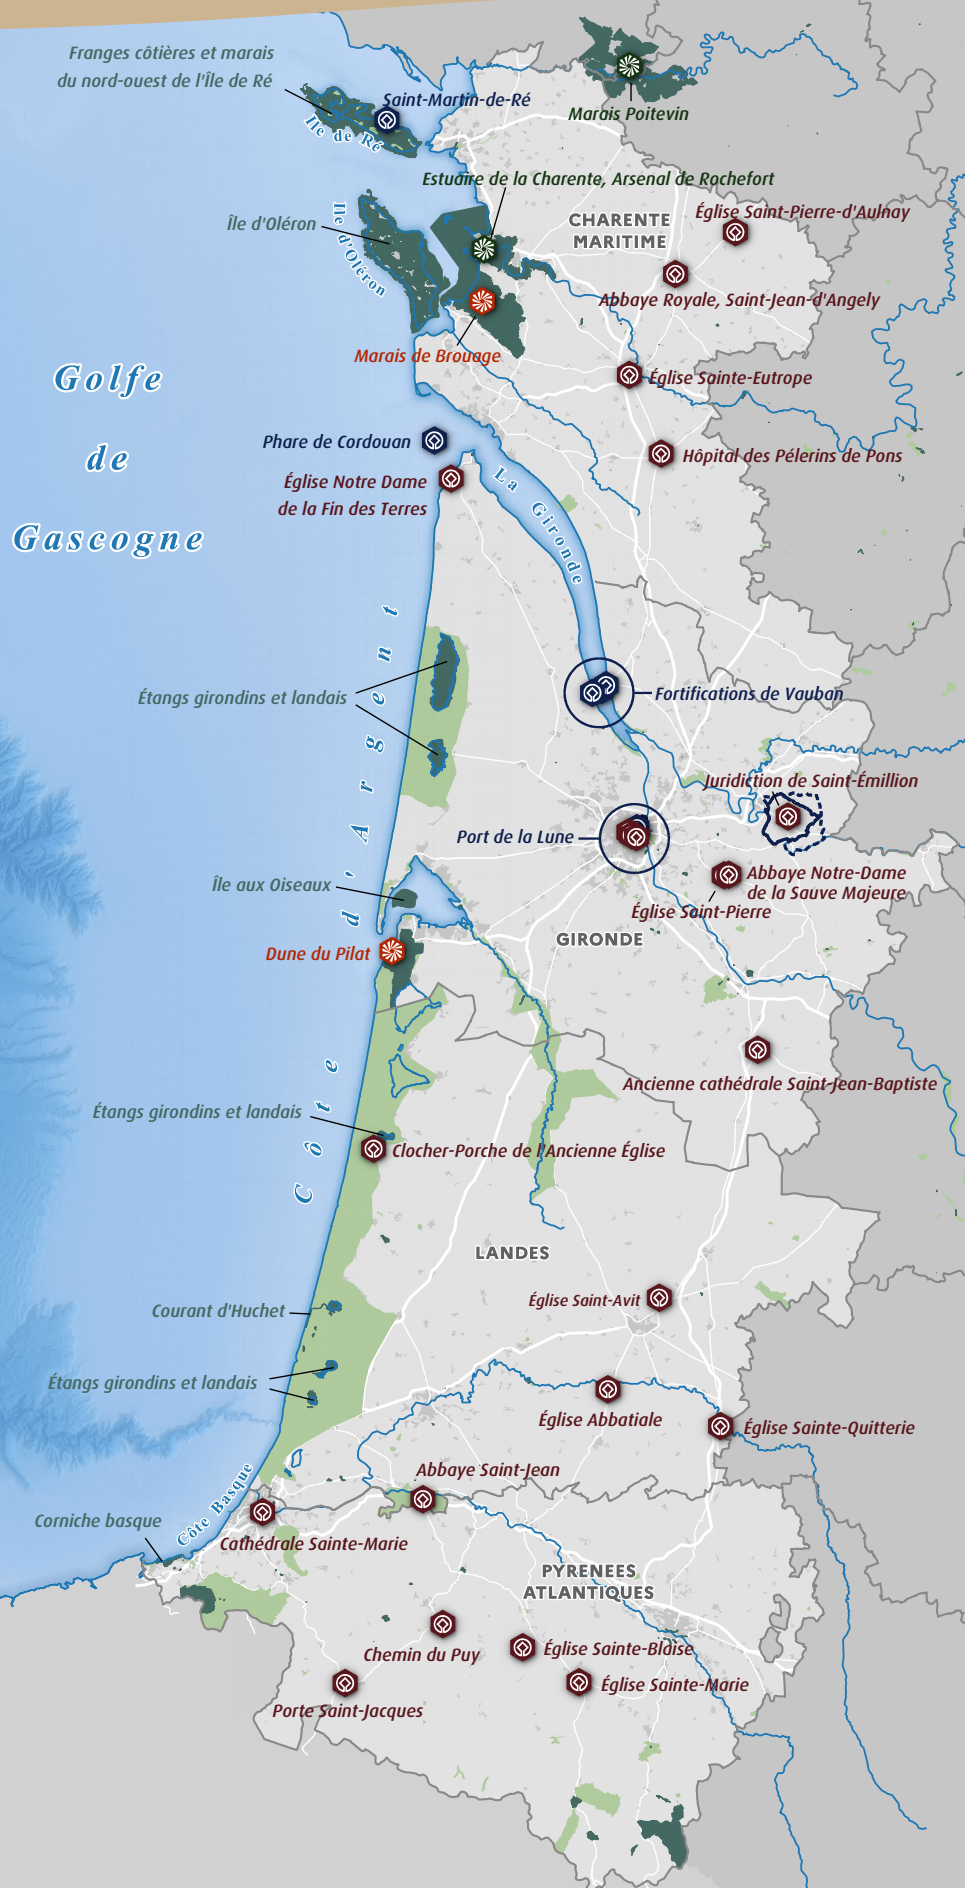 Franges côtières et marais
du nord-ouest de l'Île de Ré
Saint-Martin-de-Ré
Ile de Ré
Marais Poitevin
Estuaire de la Charente, Arsenal de Rochefort
Île d'Oléron
Ile d'Oléron
CHARENTE
MARITIME
Église Saint-Pierre-d'Aulnay
Abbaye Royale, Saint-Jean-d'Angely
Marais de Brouage
Golfe
de
Gascogne
Église Sainte-Eutrope
Phare de Cordouan
Hôpital des Pélerins de Pons
Église Notre Dame
de la Fin des Terres
La Gironde
Étangs girondins et landais
Fortifications de Vauban
Juridiction de Saint-Émillion
Port de la Lune
Abbaye Notre-Dame
de la Sauve Majeure
Église Saint-Pierre
Île aux Oiseaux
GIRONDE
Dune du Pilat
Côte d'Argent
Ancienne cathédrale Saint-Jean-Baptiste
Étangs girondins et landais
Clocher-Porche de l'Ancienne Église
LANDES
Courant d'Huchet
Église Saint-Avit
Étangs girondins et landais
Église Abbatiale
Église Sainte-Quitterie
Abbaye Saint-Jean
Côte Basque
Corniche basque
Cathédrale Sainte-Marie
PYRENEES
ATLANTIQUES
Chemin du Puy
Église Sainte-Blaise
Église Sainte-Marie
Porte Saint-Jacques